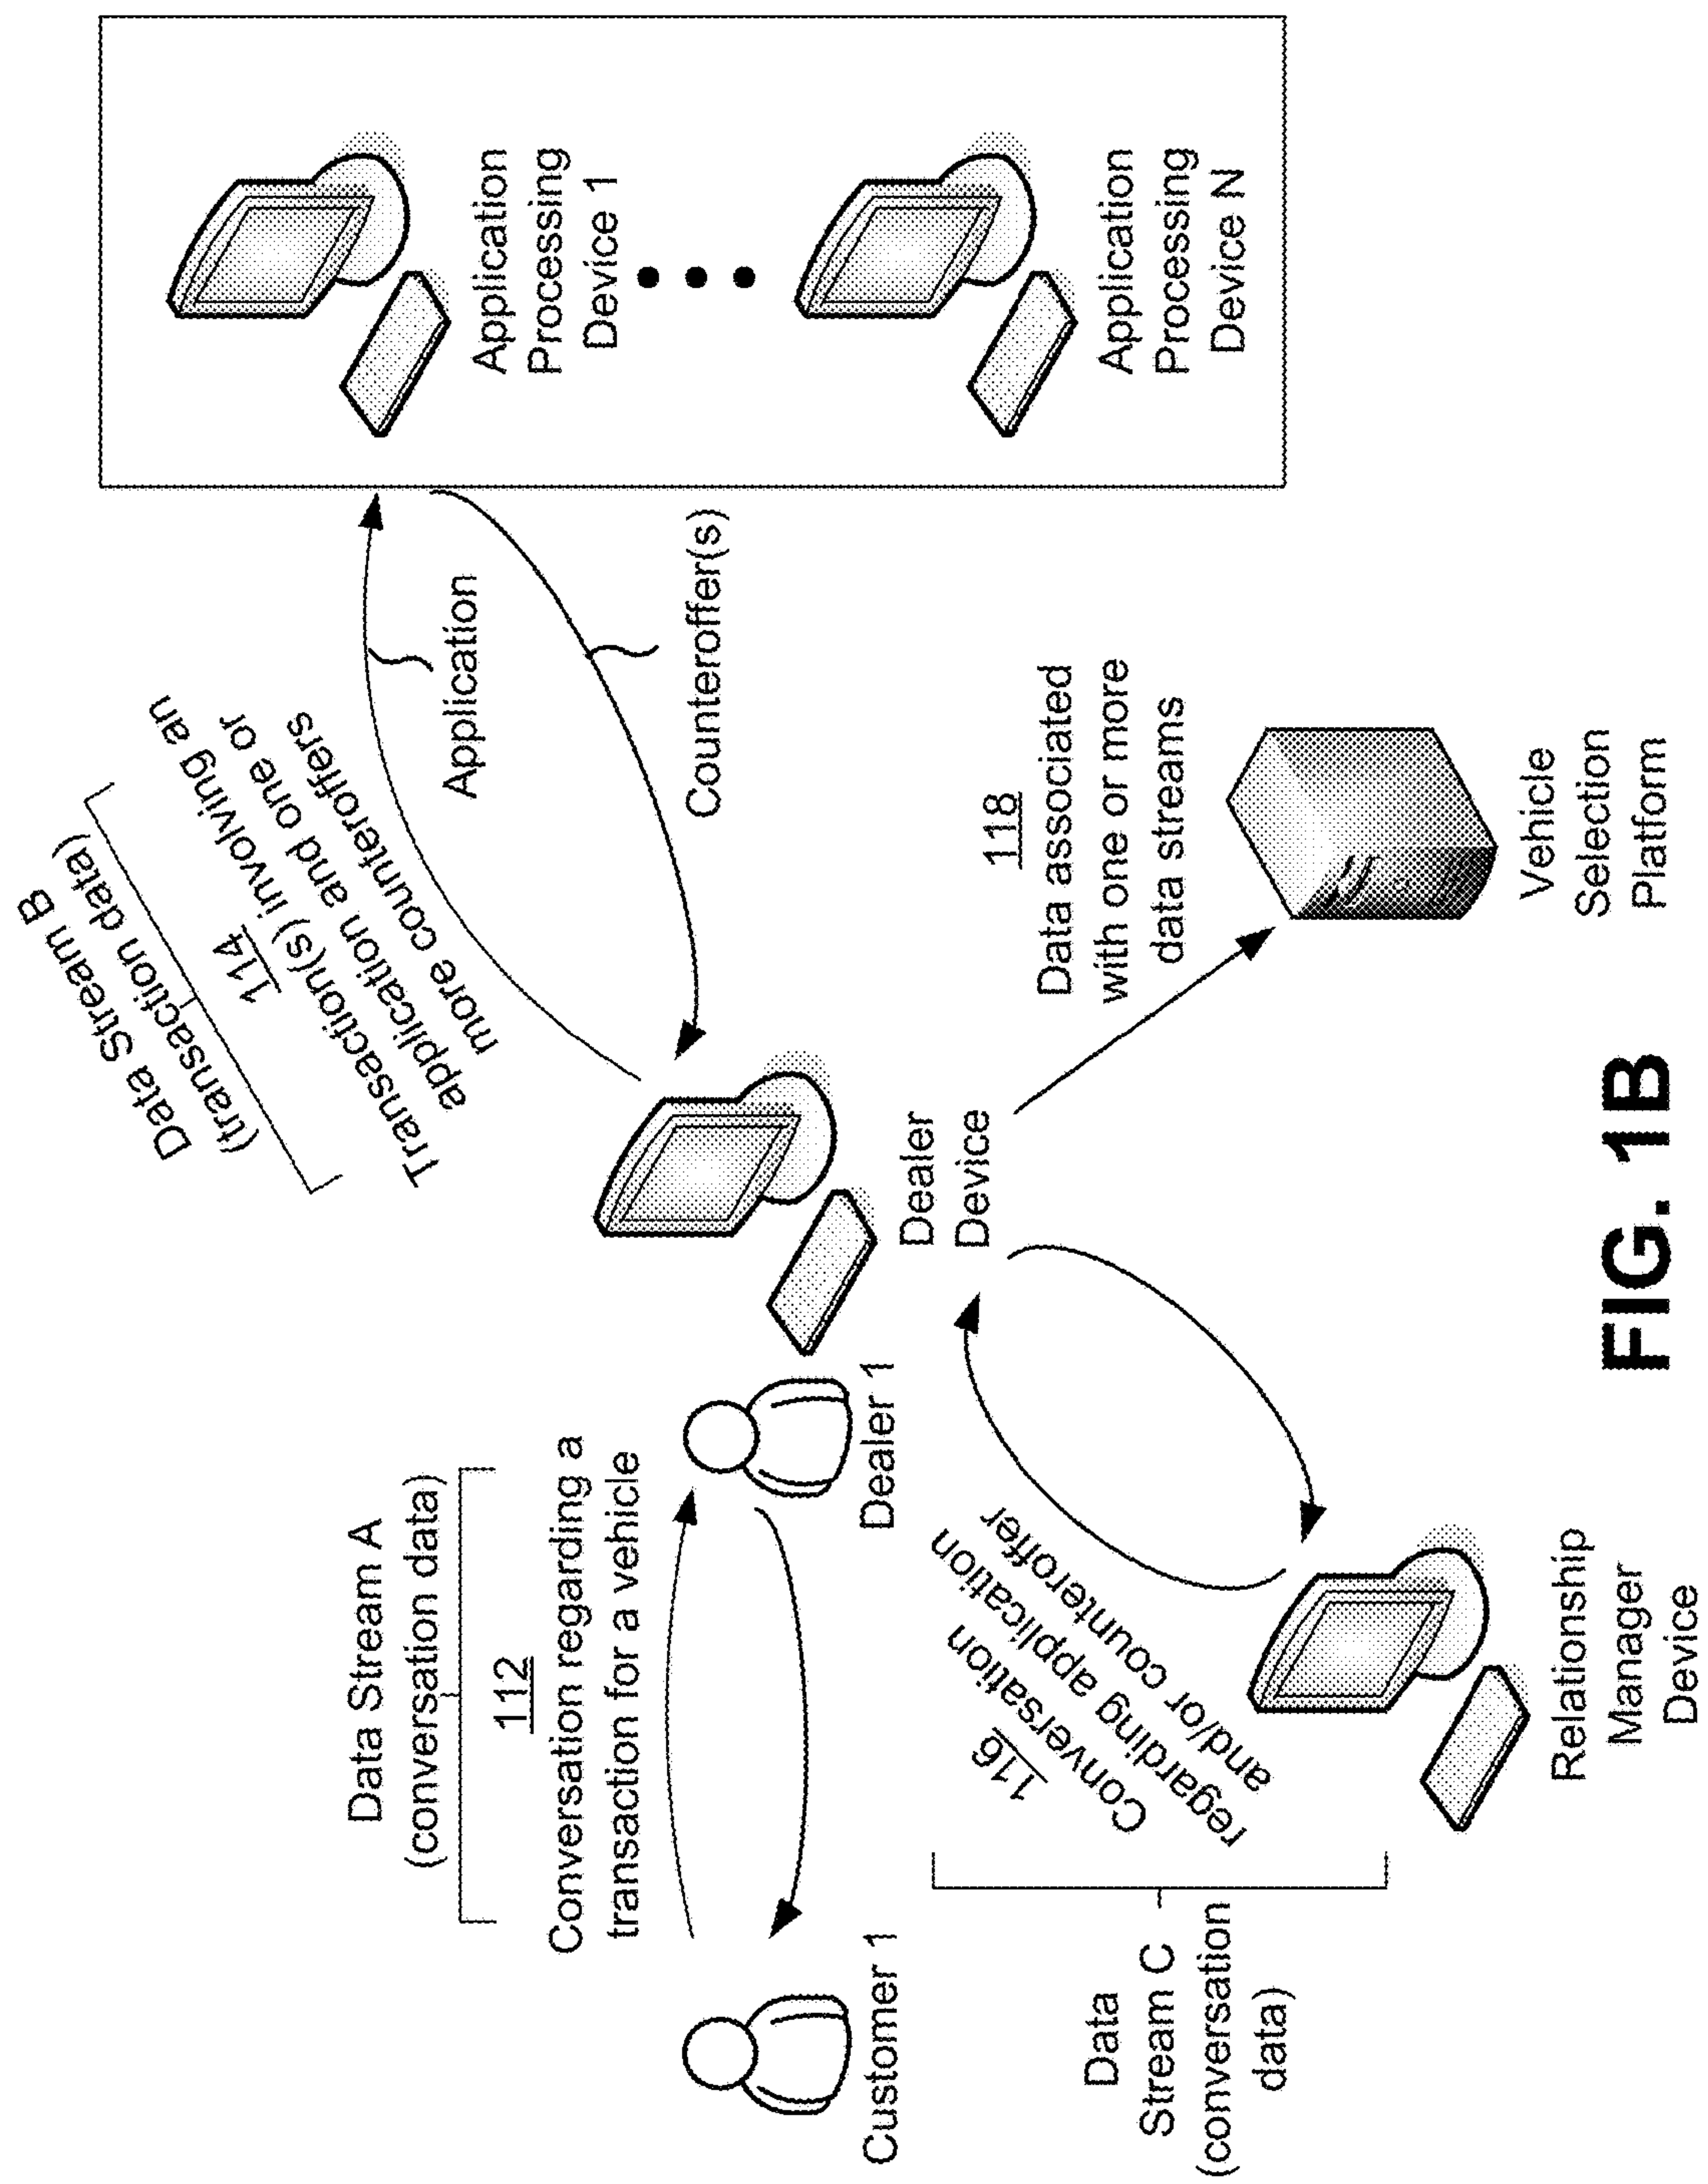 Data Stream A
(conversation data)
112
Conversation regarding a
transaction for a vehicle
Customer 1
Dealer 1
Data Stream B
(transaction data)
114
Transaction(s) involving an
application and one or
more counteroffers
Application
Counteroffer(s)
Application
Processing
Device 1
Application
Processing
Device N
Dealer
Device
Data
Stream C
(conversation
data)
116
Conversation
regarding application
and/or counteroffer
Relationship
Manager
Device
118
Data associated
with one or more
data streams
Vehicle
Selection
Platform
FIG. 1B